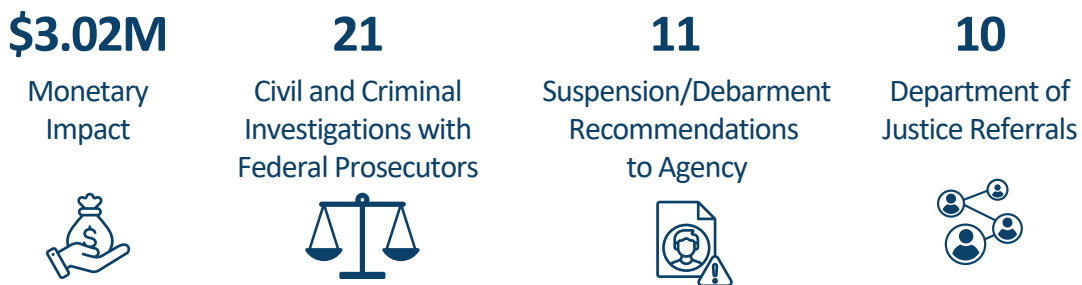 $3.02M
Monetary
Impact
$
21
Civil and Criminal
Investigations with
Federal Prosecutors
11
Suspension/Debarment
Recommendations
to Agency
!
10
Department of
Justice Referrals